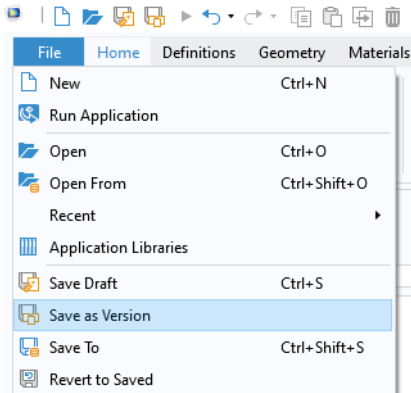 File Home Definitions Geometry Materials
New Ctrl+N
Run Application
Open Ctrl+O
Open From Ctrl+Shift+O
Recent
Application Libraries
Save Draft Ctrl+S
Save as Version
Save To Ctrl+Shift+S
Revert to Saved